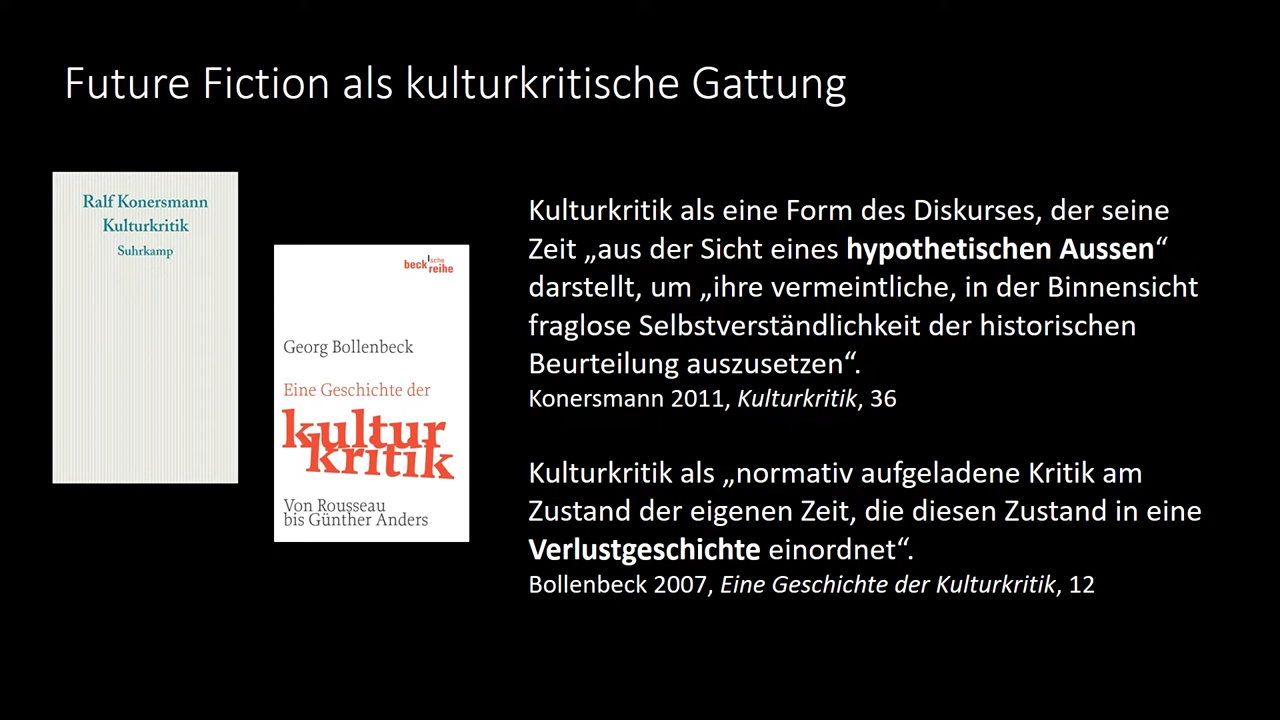 Future Fiction als kulturkritische Gattung
Ralf Konersmann
Kulturkritik
Suhrkamp
beck'sche
reihe
Georg Bollenbeck
Eine Geschichte der
kultur
kritik
Von Rousseau
bis Günther Anders
Kulturkritik als eine Form des Diskurses, der seine
Zeit „aus der Sicht eines hypothetischen Aussen“
darstellt, um „ihre vermeintliche, in der Binnensicht
fraglose Selbstverständlichkeit der historischen
Beurteilung auszusetzen“.
Konersmann 2011, Kulturkritik, 36
Kulturkritik als „normativ aufgeladene Kritik am
Zustand der eigenen Zeit, die diesen Zustand in eine
Verlustgeschichte einordnet“.
Bollenbeck 2007, Eine Geschichte der Kulturkritik, 12